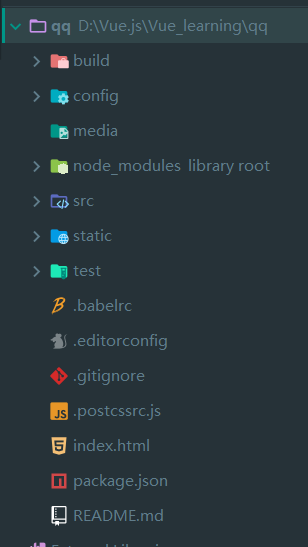 qq D:\Vue.js\Vue_learning\qq
build
config
media
node_modules library root
src
static
test
.babelrc
.editorconfig
.gitignore
.postcssrc.js
index.html
package.json
README.md